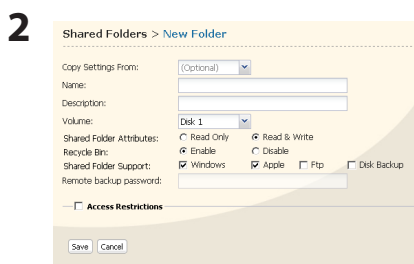 2
Shared Folders > New Folder
Copy Settings From: (Optional)
Name:
Description:
Volume: Disk 1
Shared Folder Attributes: Read Only Read & Write
Recycle Bin: Enable Disable
Shared Folder Support: Windows Apple Ftp Disk Backup
Remote backup password:
Access Restrictions
Save Cancel